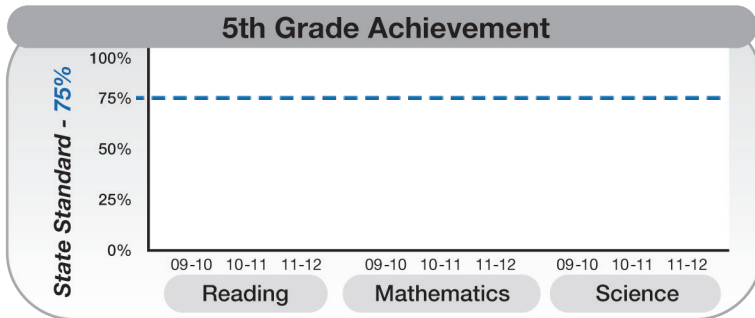 5th Grade Achievement
State Standard - 75%
100%
75%
50%
25%
0%
09-10 10-11 11-12 09-10 10-11 11-12 09-10 10-11 11-12
Reading Mathematics Science